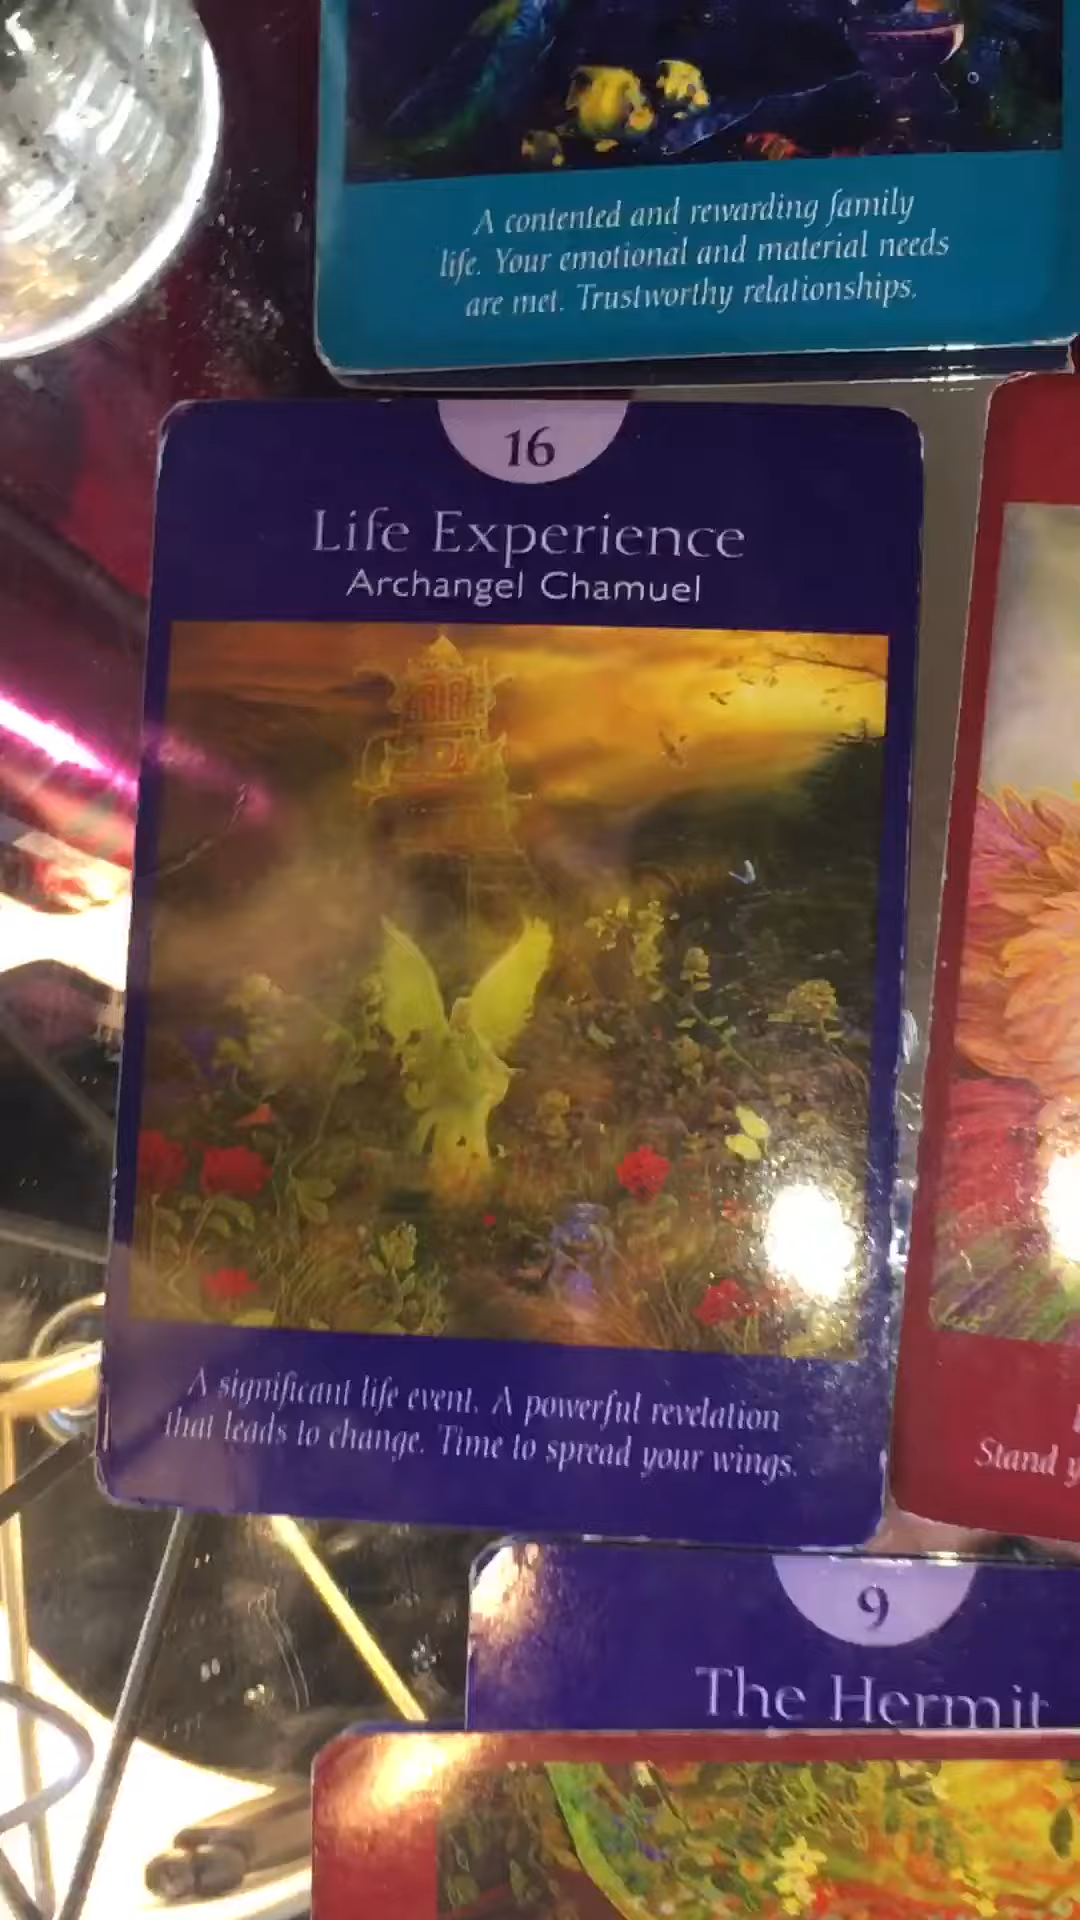 A contented and rewarding family
life. Your emotional and material needs
are met. Trustworthy relationships.
16
Life Experience
Archangel Chamuel
A significant life event. A powerful revelation
that leads to change. Time to spread your wings.
Stand
9
The Hermit